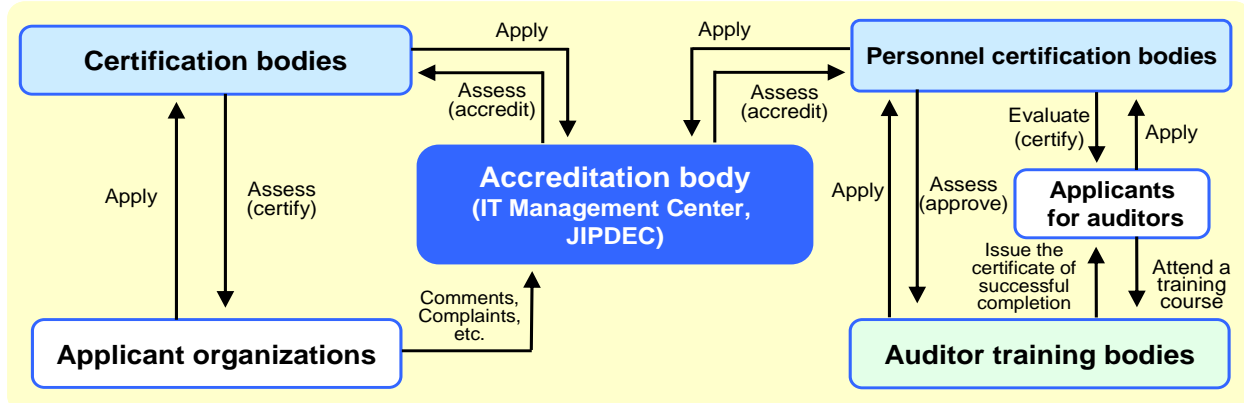 Certification bodies
Apply
Assess
(accredit)
Apply
Assess
(accredit)
Personnel certification bodies
Apply
Assess
(certify)
Accreditation body
(IT Management Center,
JIPDEC)
Apply
Assess
(approve)
Evaluate
(certify)
Apply
Applicants
for auditors
Issue the
certificate of
successful
completion
Attend a
training
course
Comments,
Complaints,
etc.
Applicant organizations
Auditor training bodies